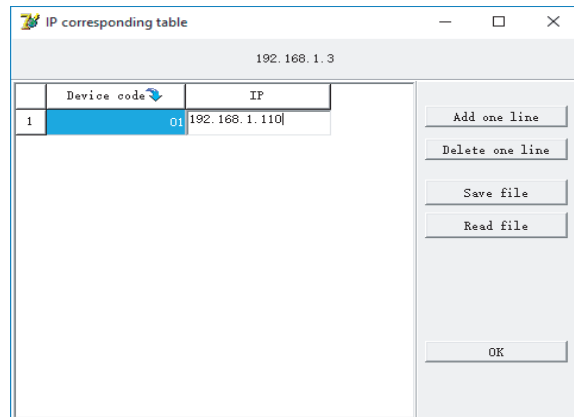 IP corresponding table
192.168.1.3
Device code IP
1 01 192.168.1.110
Add one line
Delete one line
Save file
Read file
OK